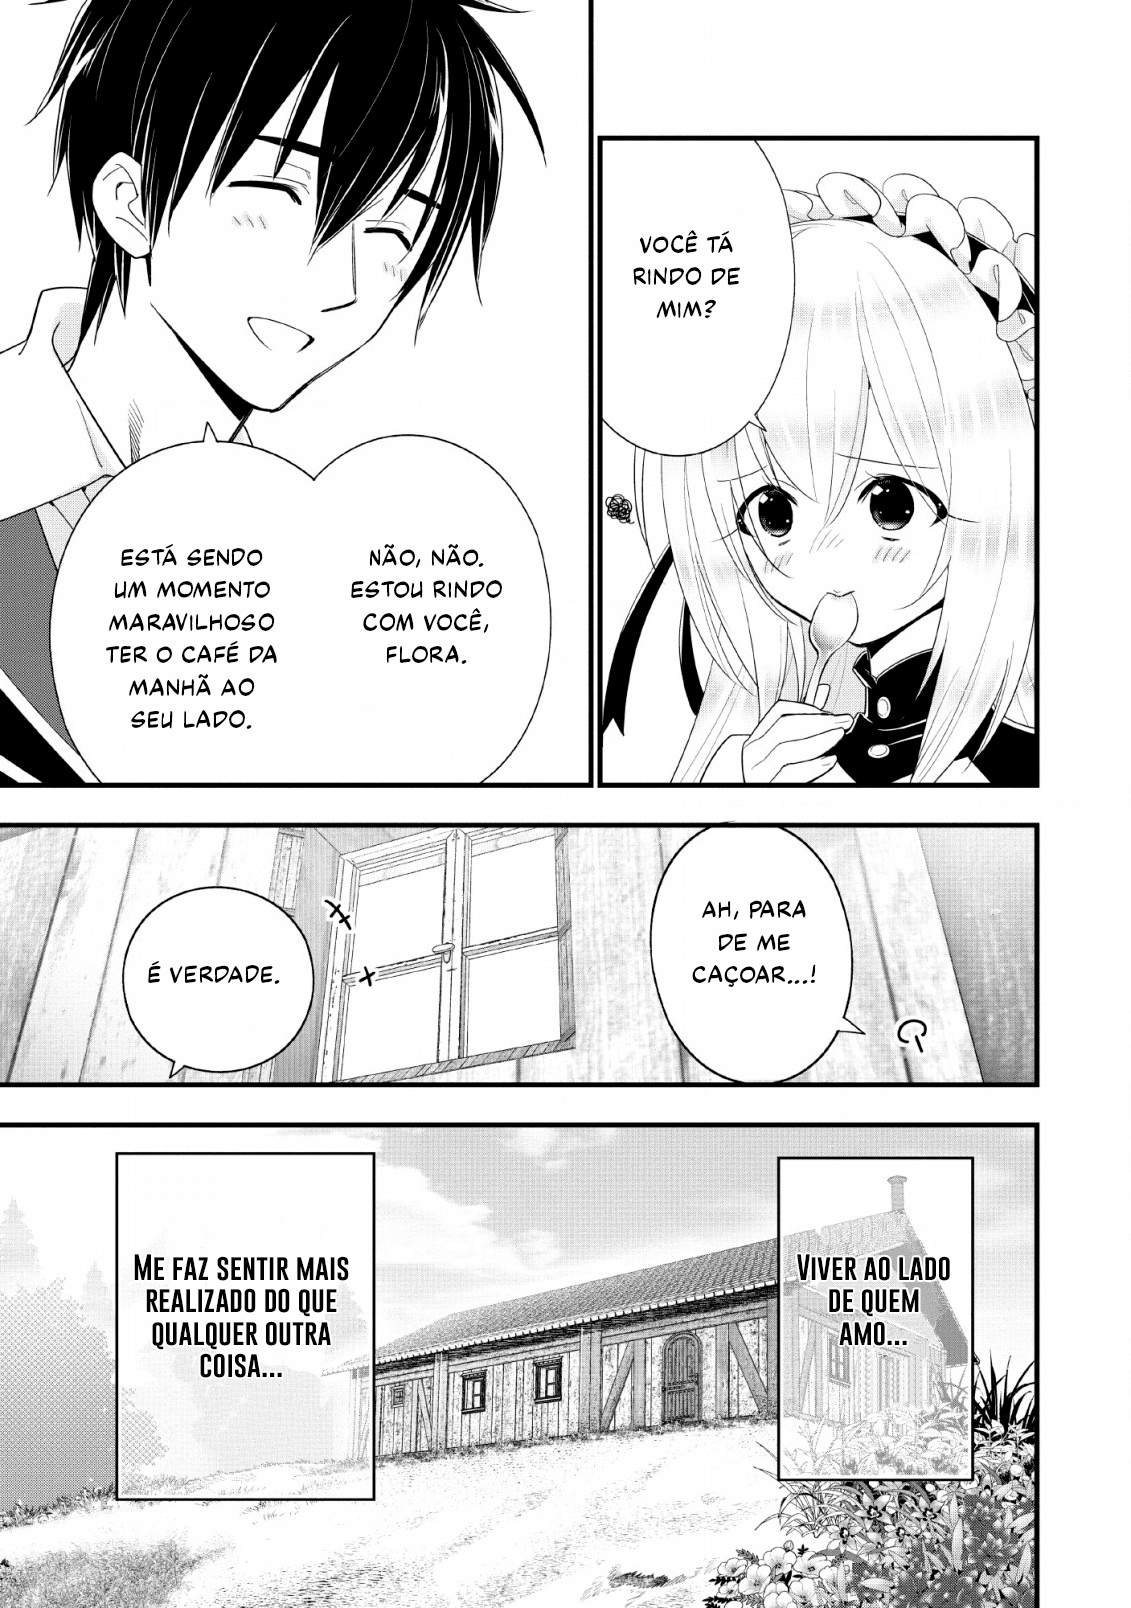 VOCÊ TÁ
RINDO DE
MIM?
NÃO, NÃO.
ESTOU RINDO
COM VOCÊ,
FLORA.
ESTÁ SENDO
UM MOMENTO
MARAVILHOSO
TER O CAFÉ DA
MANHÃ AO
SEU LADO.
AH, PARA
DE ME
CAÇOAR...!
É VERDADE.
VIVER AO LADO
DE QUEM
AMO...
ME FAZ SENTIR MAIS
REALIZADO DO QUE
QUALQUER OUTRA
COISA...